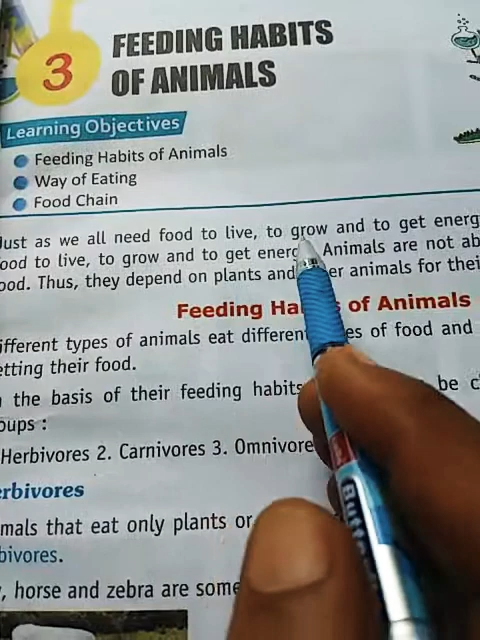 3
FEEDING HABITS
OF ANIMALS
Learning Objectives
Feeding Habits of Animals
Way of Eating
Food Chain
Just as we all need food to live, to grow and to get energ
ood to live, to grow and to get energ Animals are not ab
ood. Thus, they depend on plants and er animals for thei
Feeding Ha s of Animals
ifferent types of animals eat different es of food and
etting their food.
the basis of their feeding habits be c
oups :
Herbivores 2. Carnivores 3. Omnivore
erbivores
mals that eat only plants or
bivores.
, horse and zebra are some
Butter